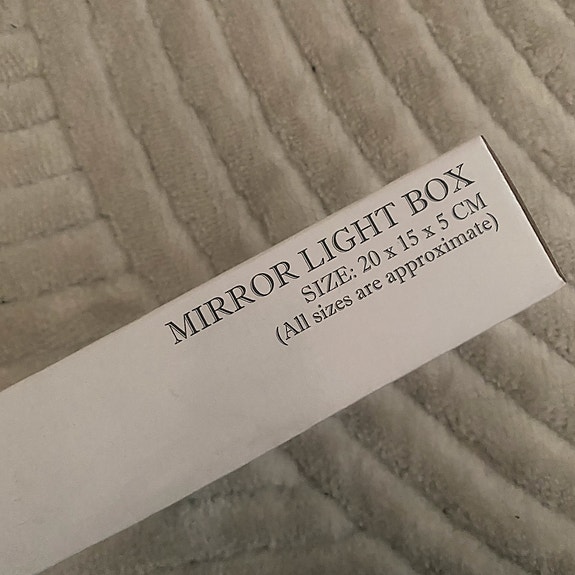 MIRROR LIGHT BOX
SIZE: 20 x 15 x 5 CM
(All sizes are approximate)